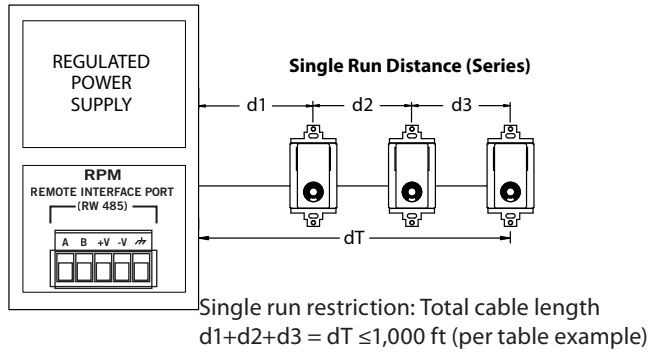 REGULATED
POWER
SUPPLY
Single Run Distance (Series)
d1 d2 d3
RPM
REMOTE INTERFACE PORT
(RW 485)
A B +V -V
dT
Single run restriction: Total cable length
d1+d2+d3 = dT ≤1,000 ft (per table example)